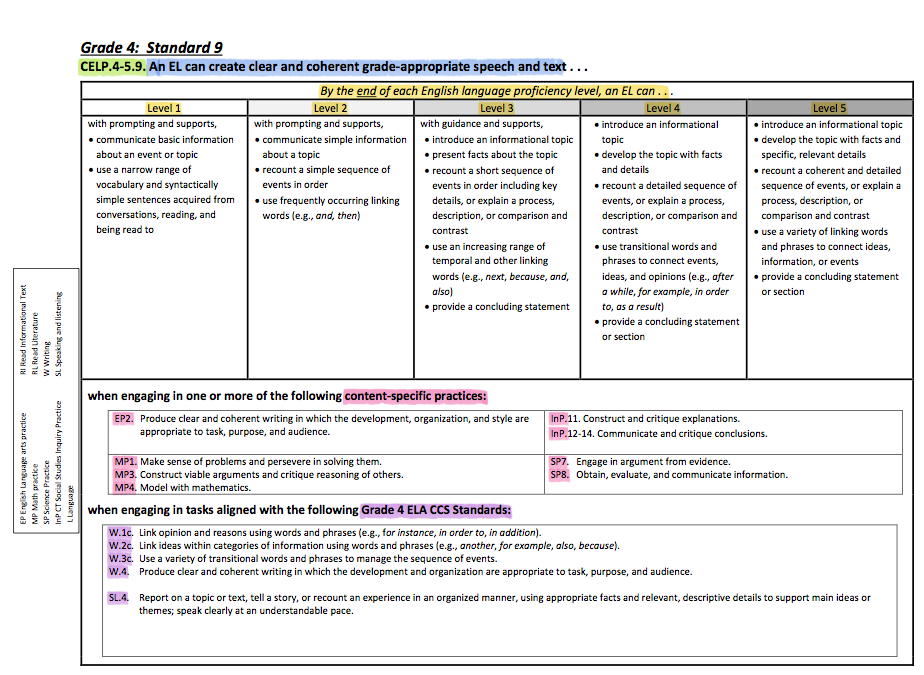 Grade 4: Standard 9
CELP.4-5.9. An EL can create clear and coherent grade-appropriate speech and text . . .
By the end of each English language proficiency level, an EL can . . .
Level 1
with prompting and supports,
• communicate basic information
about an event or topic
• use a narrow range of
vocabulary and syntactically
simple sentences acquired from
conversations, reading, and
being read to
Level 2
with prompting and supports,
• communicate simple information
about a topic
• recount a simple sequence of
events in order
• use frequently occurring linking
words (e.g., and, then)
Level 3
with guidance and supports,
• introduce an informational topic
• present facts about the topic
• recount a short sequence of
events in order including key
details, or explain a process,
description, or comparison and
contrast
• use an increasing range of
temporal and other linking
words (e.g., next, because, and,
also)
• provide a concluding statement
Level 4
• introduce an informational
topic
• develop the topic with facts
and details
• recount a detailed sequence of
events, or explain a process,
description, or comparison and
contrast
• use transitional words and
phrases to connect events,
ideas, and opinions (e.g., after
a while, for example, in order
to, as a result)
• provide a concluding statement
or section
Level 5
• introduce an informational topic
• develop the topic with facts and
specific, relevant details
• recount a coherent and detailed
sequence of events, or explain a
process, description, or
comparison and contrast
• use a variety of linking words
and phrases to connect ideas,
information, or events
• provide a concluding statement
or section
RI Read Informational Text
RL Read Literature
W Writing
SL Speaking and listening
EP English Language arts practice
MP Math practice
SP Science Practice
InP CT Social Studies Inquiry Practice
L Language
when engaging in one or more of the following content-specific practices:
EP2. Produce clear and coherent writing in which the development, organization, and style are
appropriate to task, purpose, and audience.
InP.11. Construct and critique explanations.
InP.12-14. Communicate and critique conclusions.
MP1. Make sense of problems and persevere in solving them.
MP3. Construct viable arguments and critique reasoning of others.
MP4. Model with mathematics.
SP7. Engage in argument from evidence.
SP8. Obtain, evaluate, and communicate information.
when engaging in tasks aligned with the following Grade 4 ELA CCS Standards:
W.1c. Link opinion and reasons using words and phrases (e.g., for instance, in order to, in addition).
W.2c. Link ideas within categories of information using words and phrases (e.g., another, for example, also, because).
W.3c. Use a variety of transitional words and phrases to manage the sequence of events.
W.4. Produce clear and coherent writing in which the development and organization are appropriate to task, purpose, and audience.
SL.4. Report on a topic or text, tell a story, or recount an experience in an organized manner, using appropriate facts and relevant, descriptive details to support main ideas or
themes; speak clearly at an understandable pace.